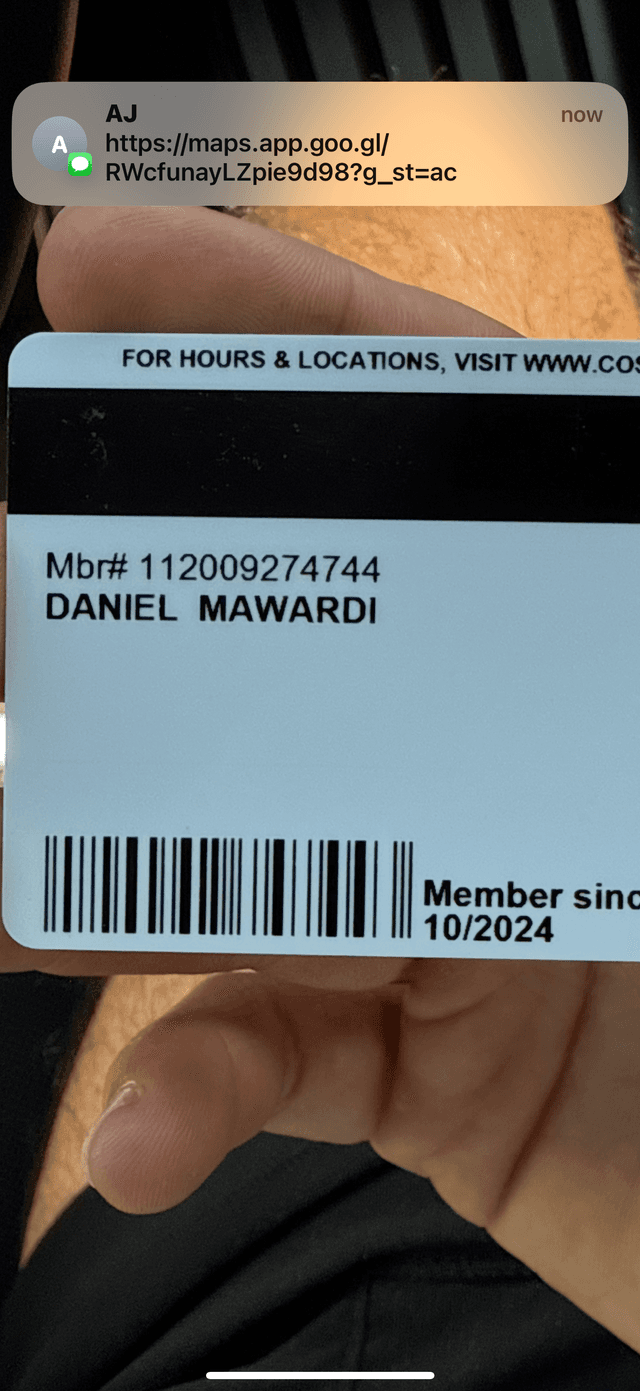 AJ
now
https://maps.app.goo.gl/
RWcfunayLZpie9d98?g_st=ac
A
FOR HOURS & LOCATIONS, VISIT WWW.COS
Mbr# 112009274744
DANIEL MAWARDI
Member sinc
10/2024